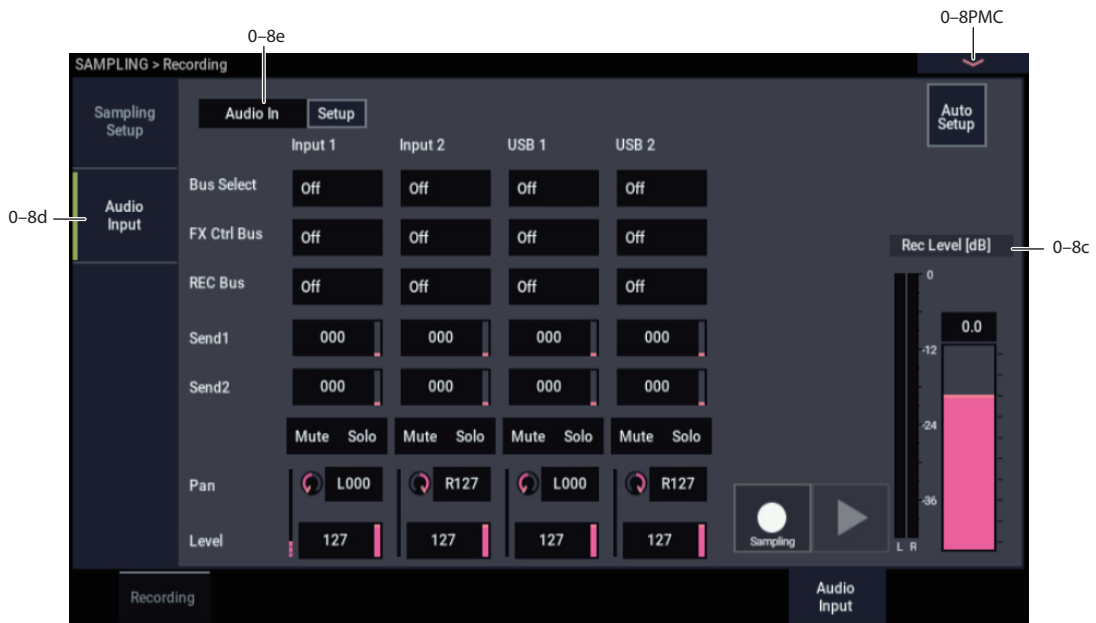 0–8PMC
0–8e
SAMPLING > Recording
Sampling
Setup
Audio In Setup
Auto
Setup
Input 1 Input 2 USB 1 USB 2
Bus Select Off Off Off Off
Audio
Input
0–8d
FX Ctrl Bus Off Off Off Off
Rec Level [dB]
0–8c
REC Bus Off Off Off Off
0
Send1 000 000 000 000
0.0
-12
Send2 000 000 000 000
-24
Mute Solo Mute Solo Mute Solo Mute Solo
Pan L000 R127 L000 R127
-36
Level 127 127 127 127
Sampling
L R
Recording
Audio
Input